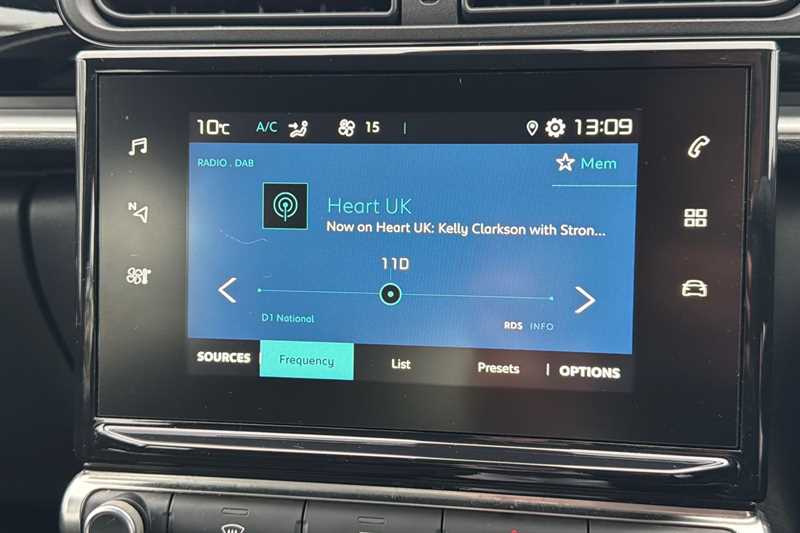 10°C A/C 15 13:09
RADIO . DAB
Mem
Heart UK
Now on Heart UK: Kelly Clarkson with Stron...
11D
D1 National
RDS INFO
SOURCES Frequency List Presets OPTIONS
N